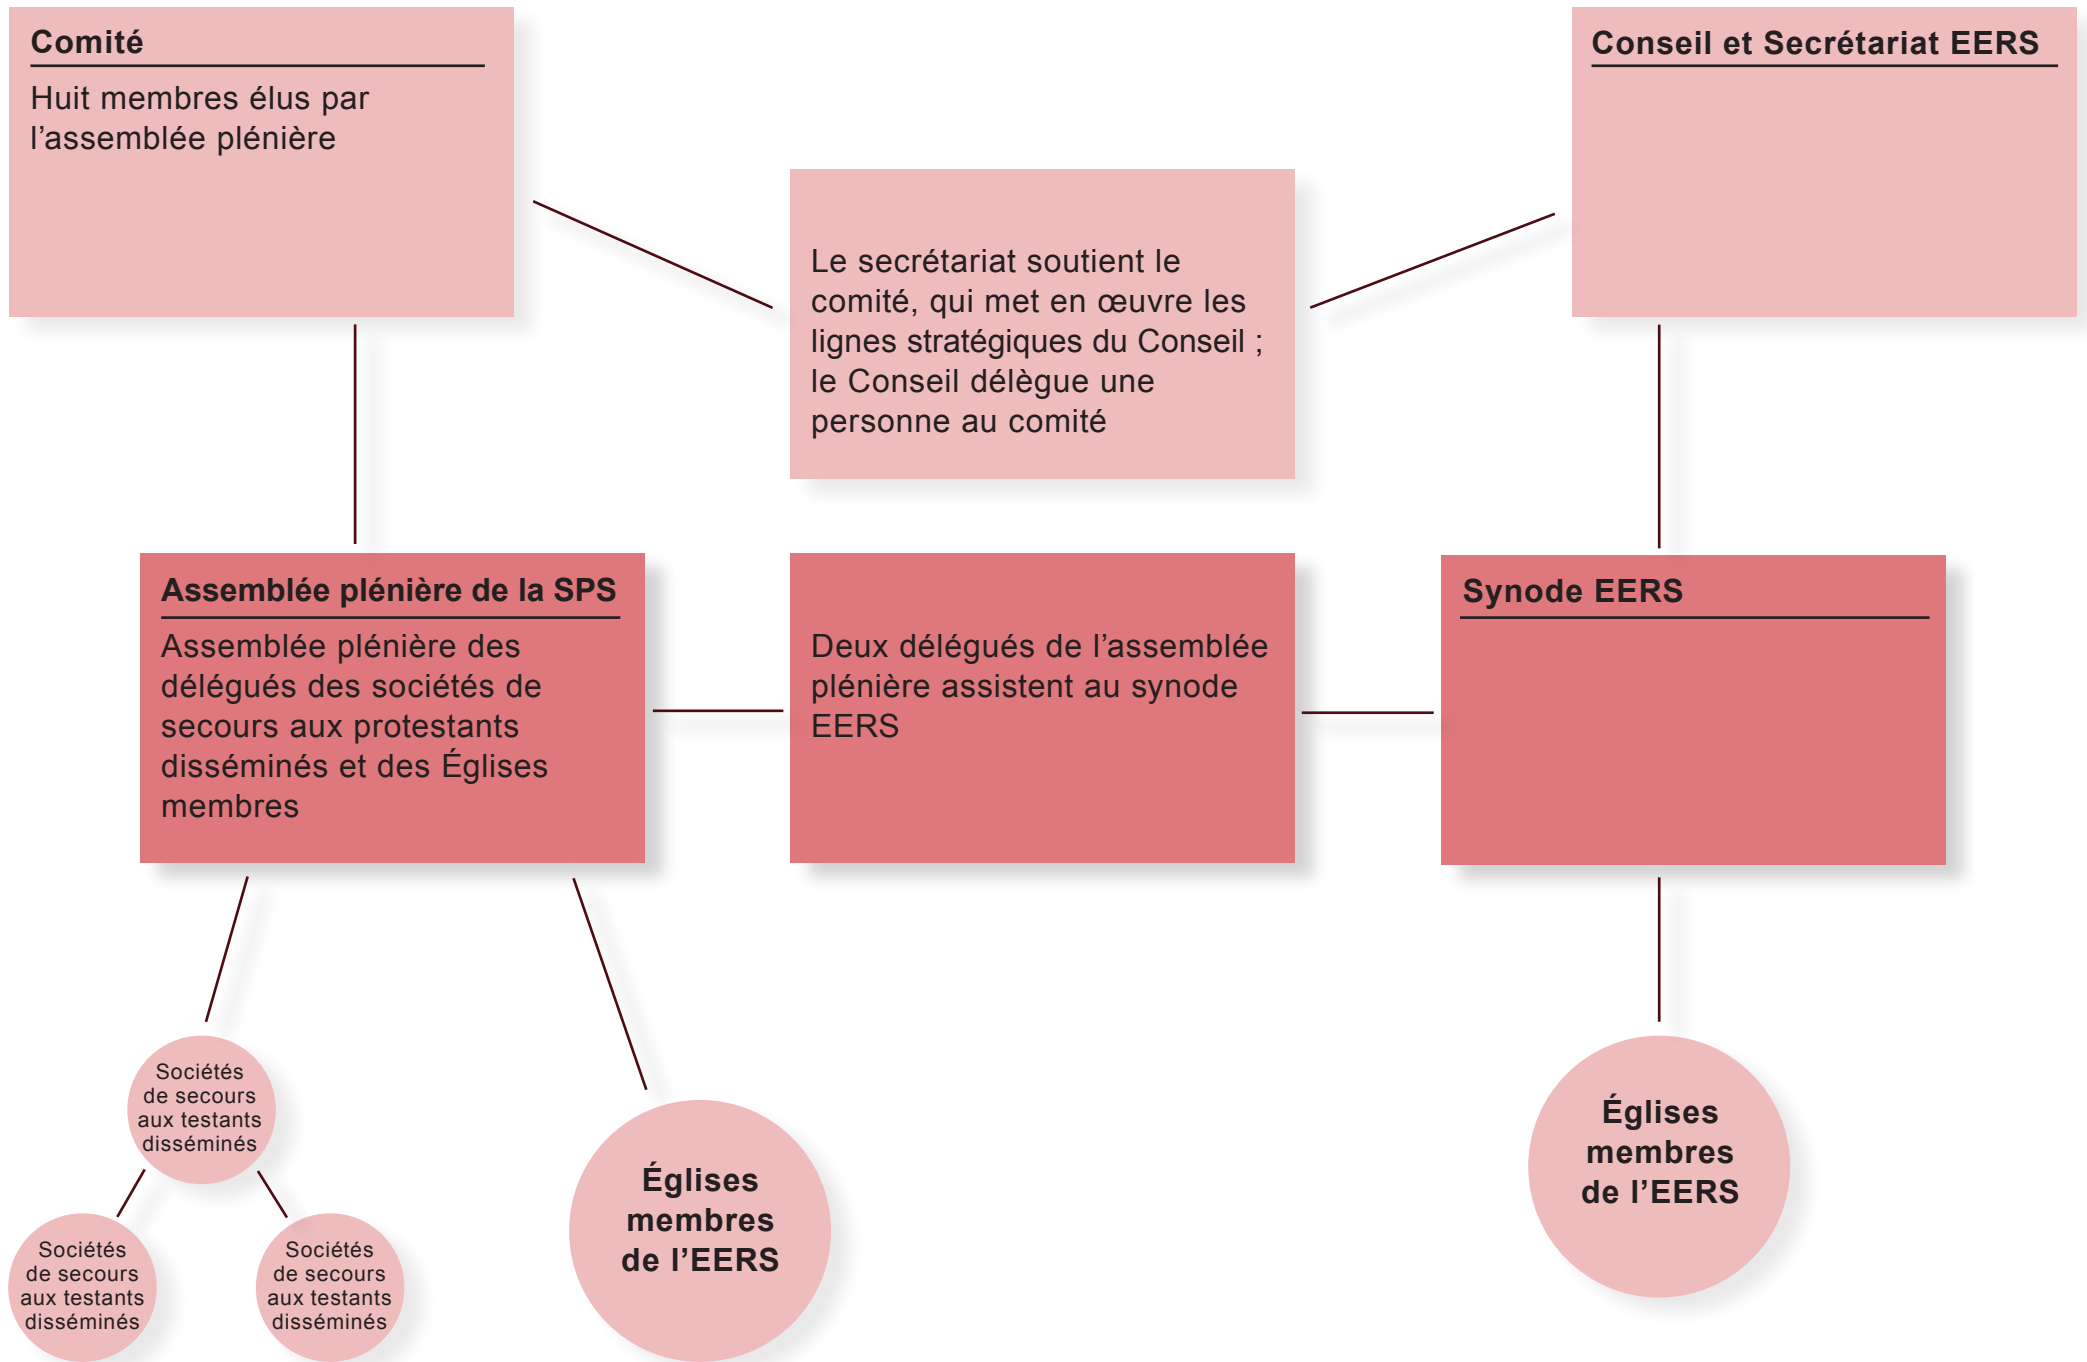 Comité
Huit membres élus par
l’assemblée plénière
Conseil et Secrétariat EERS
Le secrétariat soutient le
comité, qui met en œuvre les
lignes stratégiques du Conseil ;
le Conseil délègue une
personne au comité
Assemblée plénière de la SPS
Assemblée plénière des
délégués des sociétés de
secours aux protestants
disséminés et des Églises
membres
Deux délégués de l’assemblée
plénière assistent au synode
EERS
Synode EERS
Sociétés
de secours
aux testants
disséminés
Sociétés
de secours
aux testants
disséminés
Sociétés
de secours
aux testants
disséminés
Églises
membres
de l’EERS
Églises
membres
de l’EERS